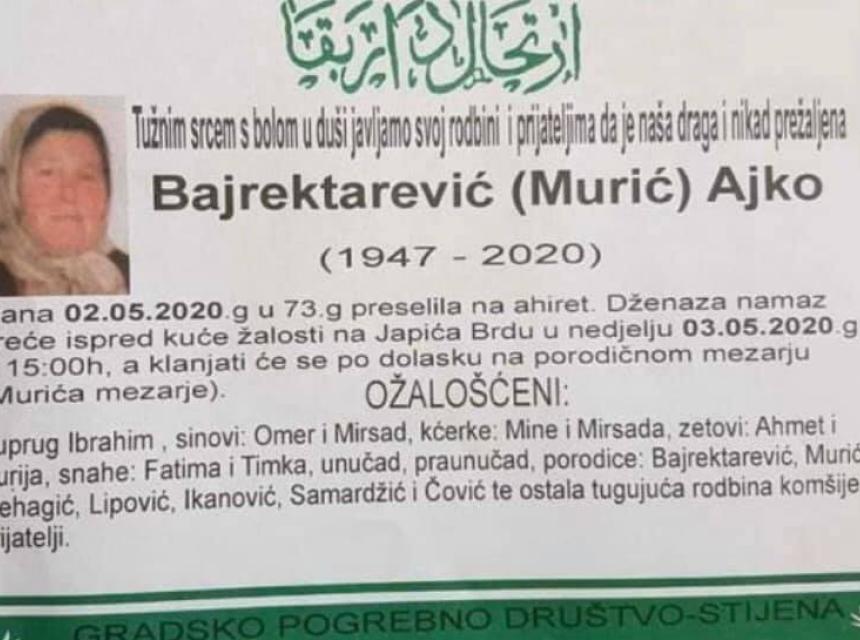 ارتحال دار بقا
Tužnim srcem s bolom u duši javljamo svoj rodbini i prijateljima da je naša draga i nikad prežaljena
Bajrektarević (Murić) Ajko
(1947 - 2020)
ana 02.05.2020.g u 73.g preselila na ahiret. Dženaza namaz
reće ispred kuće žalosti na Japića Brdu u nedjelju 03.05.2020.g
15:00h, a klanjati će se po dolasku na porodičnom mezarju
Murića mezarje).
OŽALOŠĆENI:
uprug Ibrahim , sinovi: Omer i Mirsad, kćerke: Mine i Mirsada, zetovi: Ahmet i
urija, snahe: Fatima i Timka, unučad, praunučad, porodice: Bajrektarević, Murić
ehagić, Lipović, Ikanović, Samardžić i Čović te ostala tugujuća rodbina komšije
ijatelji.
GRADSKO POGREBNO DRUŠTVO-STIJENA